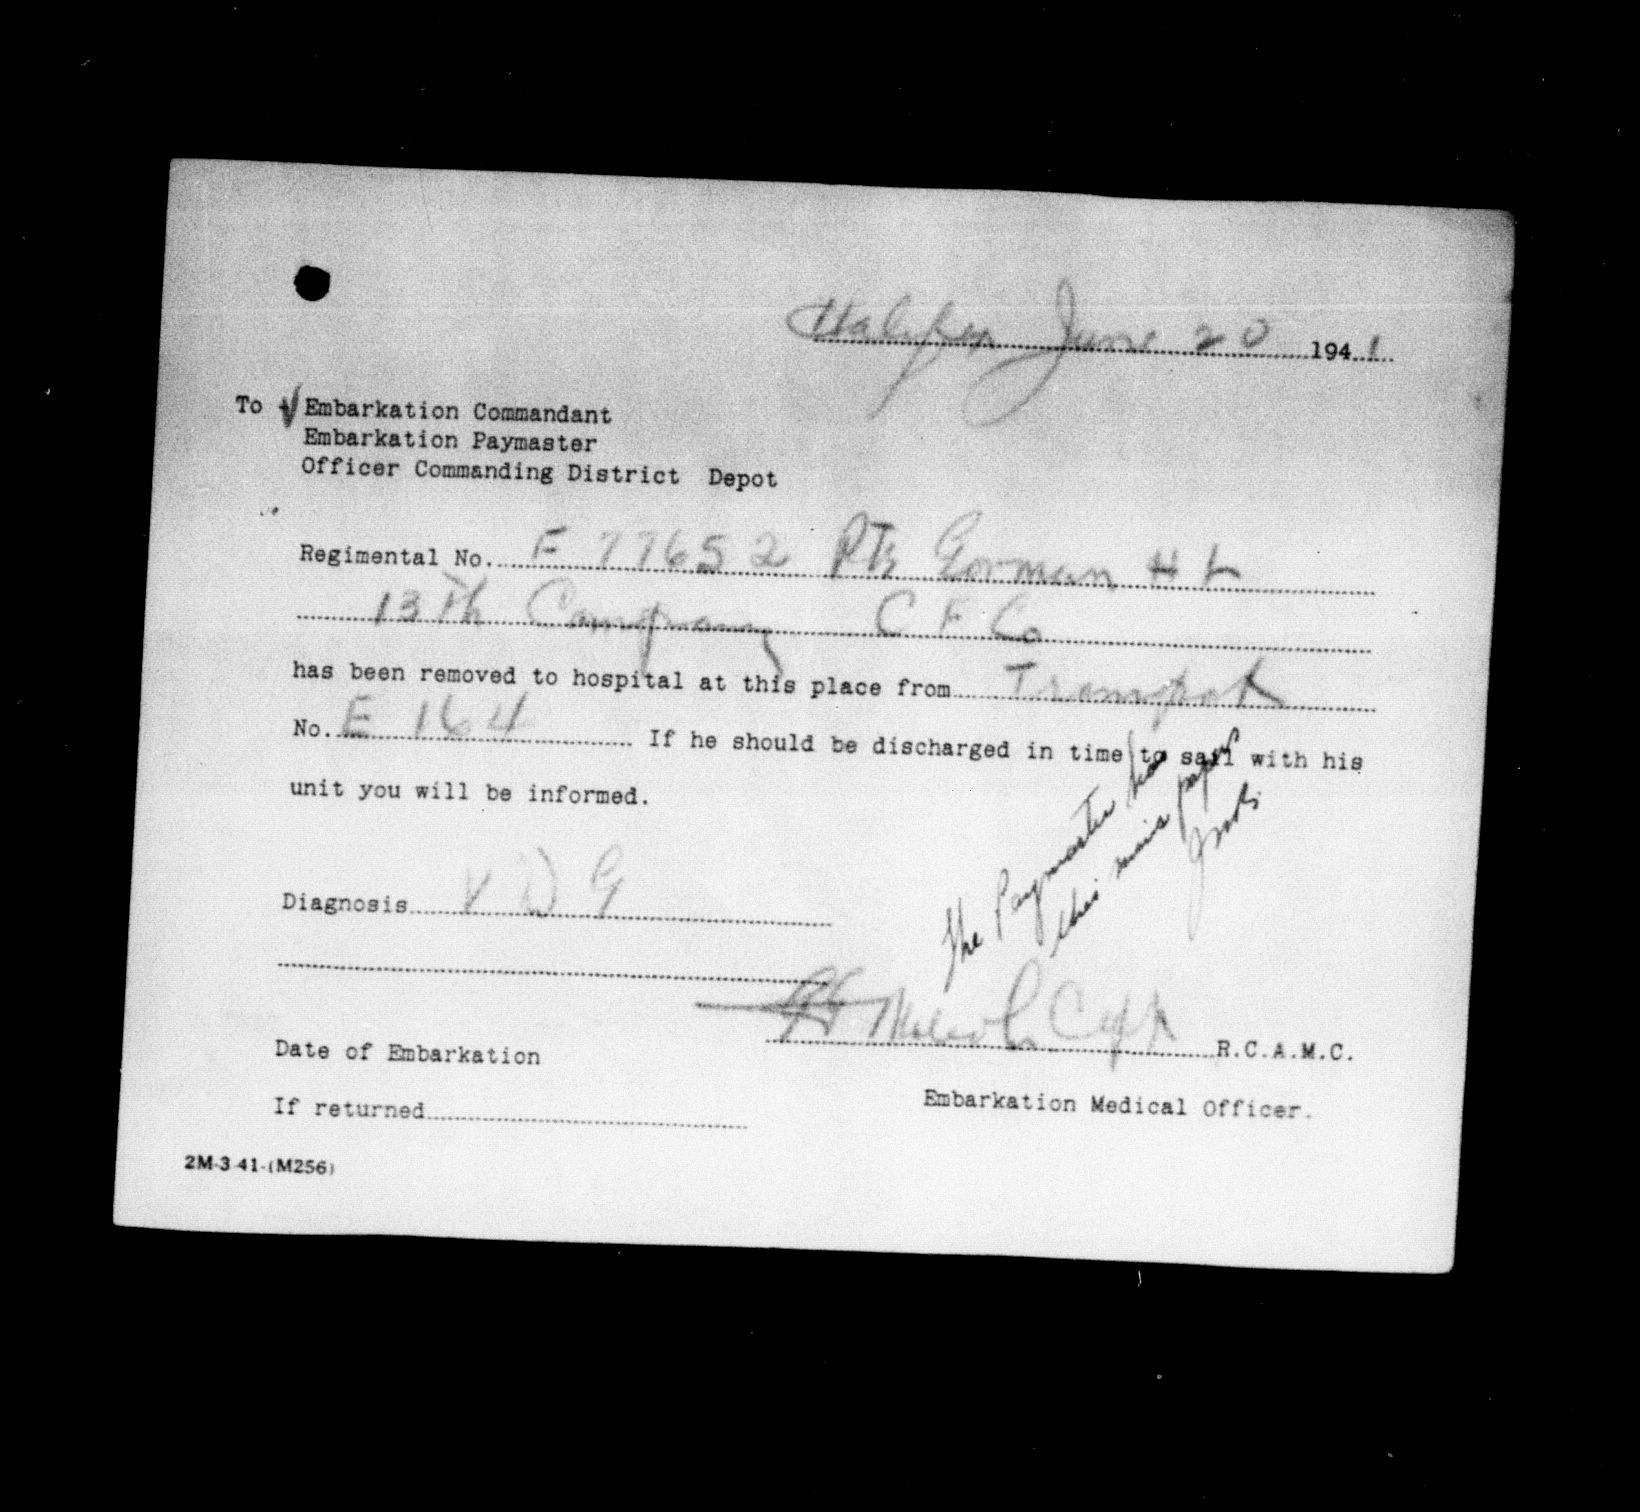 Halifax June 20 1941
To √ Embarkation Commandant
Embarkation Paymaster
Officer Commanding District Depot
Regimental No. F 77652 Pte Gorman H L
13th Company C F C
has been removed to hospital at this place from Transport
No. E 164 If he should be discharged in time to sail with his
unit you will be informed.
The Paymaster has
this man's pay
Diagnosis V D G
Capt R.C.A.M.C.
Date of Embarkation
Embarkation Medical Officer.
If returned
2M-3-41-(M256)